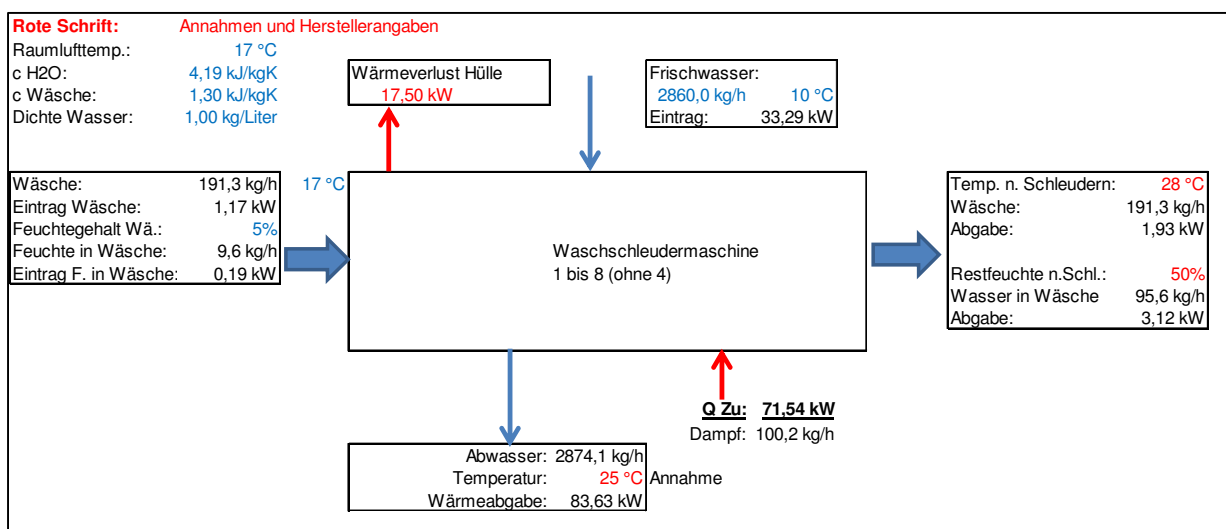 Rote Schrift: Annahmen und Herstellerangaben
Raumlufttemp.: 17 °C
c H2O: 4,19 kJ/kgK
c Wäsche: 1,30 kJ/kgK
Dichte Wasser: 1,00 kg/Liter
Wärmeverlust Hülle
17,50 kW
Frischwasser:
2860,0 kg/h 10 °C
Eintrag: 33,29 kW
Wäsche: 191,3 kg/h 17 °C
Eintrag Wäsche: 1,17 kW
Feuchtegehalt Wä.: 5%
Feuchte in Wäsche: 9,6 kg/h
Eintrag F. in Wäsche: 0,19 kW
Waschschleudermaschine
1 bis 8 (ohne 4)
Temp. n. Schleudern: 28 °C
Wäsche: 191,3 kg/h
Abgabe: 1,93 kW
Restfeuchte n.Schl.: 50%
Wasser in Wäsche 95,6 kg/h
Abgabe: 3,12 kW
Q Zu: 71,54 kW
Dampf: 100,2 kg/h
Abwasser: 2874,1 kg/h
Temperatur: 25 °C Annahme
Wärmeabgabe: 83,63 kW